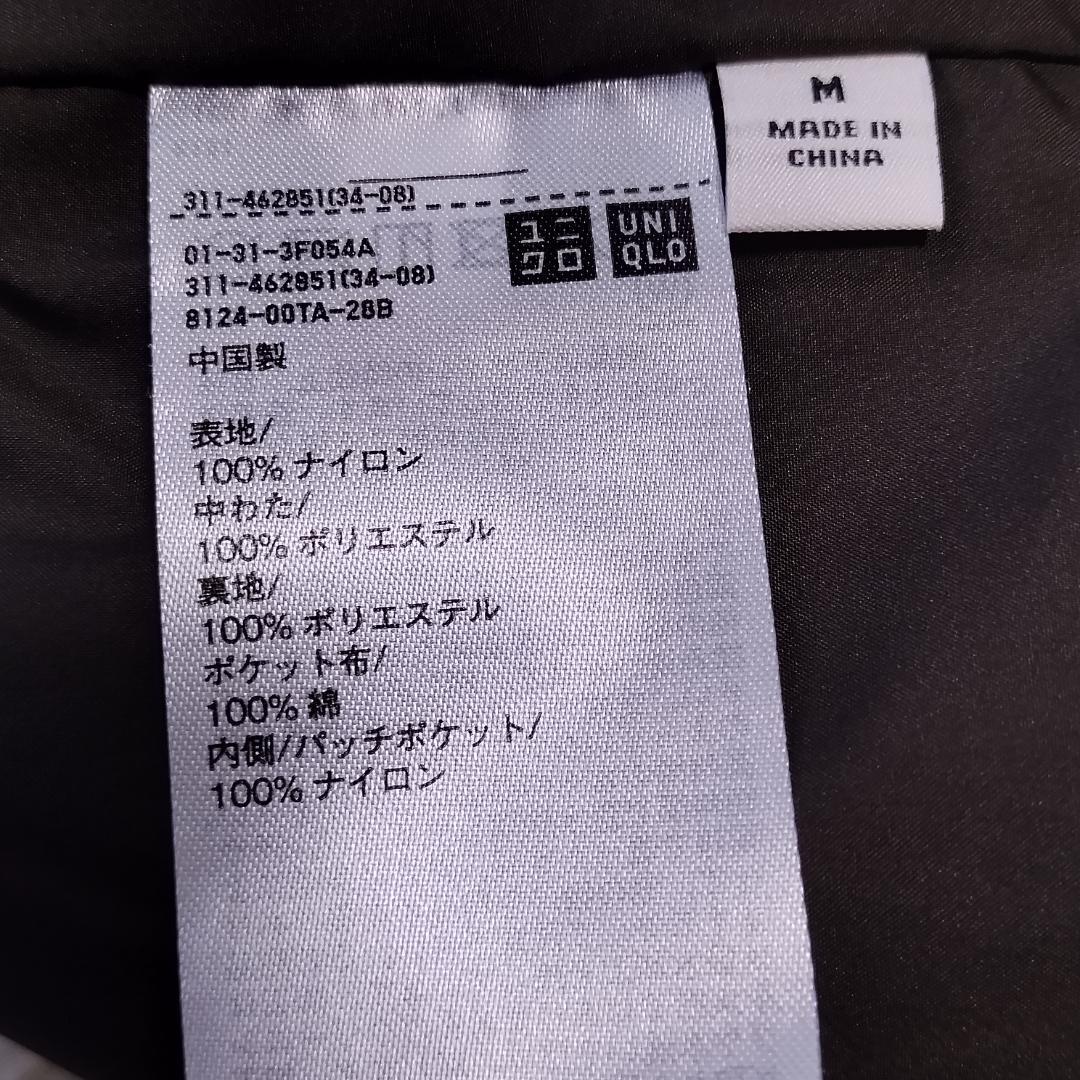 M
MADE IN
CHINA
311-462851(34-08)
ユニ
クロ
UNI
QLO
01-31-3F054A
311-462851(34-08)
8124-00TA-28B
中国製
表地/
100% ナイロン
中わた/
100% ポリエステル
裏地/
100% ポリエステル
ポケット布/
100% 綿
内側/パッチポケット/
100% ナイロン